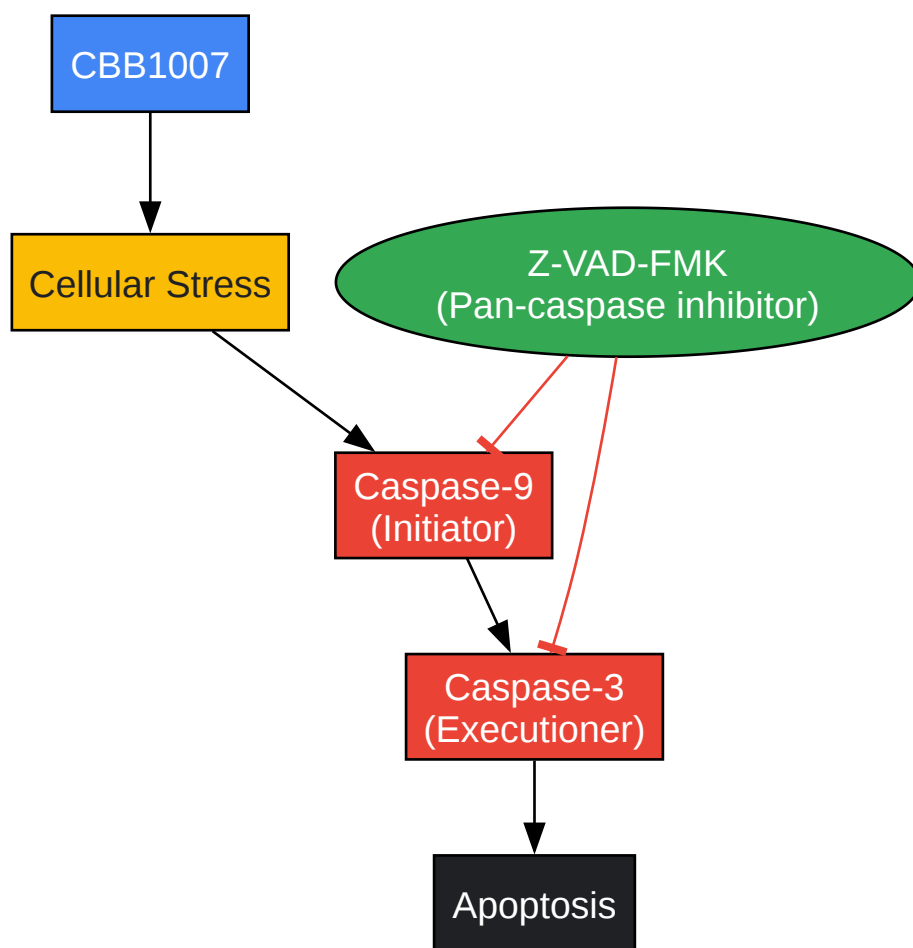 CBB1007
Cellular Stress
Z-VAD-FMK
(Pan-caspase inhibitor)
Caspase-9
(Initiator)
Caspase-3
(Executioner)
Apoptosis